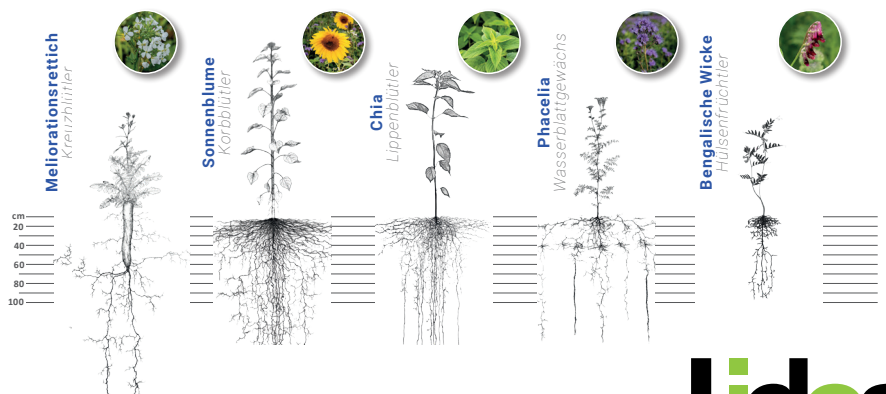 Meliorationsrettich
Kreuzblütler
Sonnenblume
Korbblütler
Chia
Lippenblütler
Phacelia
Wasserblattgewächs
Bengalische Wicke
Hülsenfrüchtler
cm
20
40
60
80
100